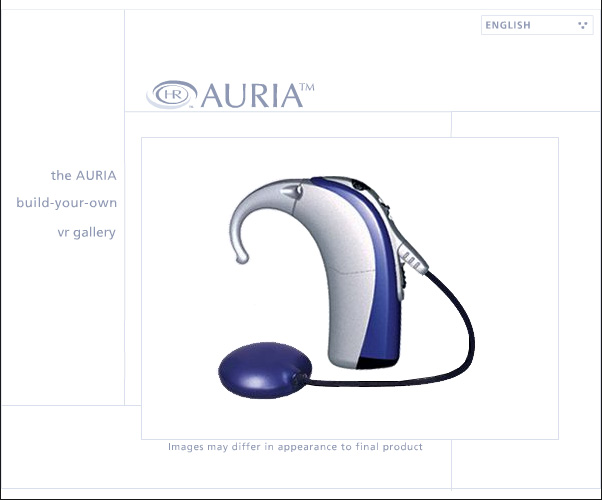 ENGLISH
HR AURIA™
the AURIA
build-your-own
vr gallery
Images may differ in appearance to final product